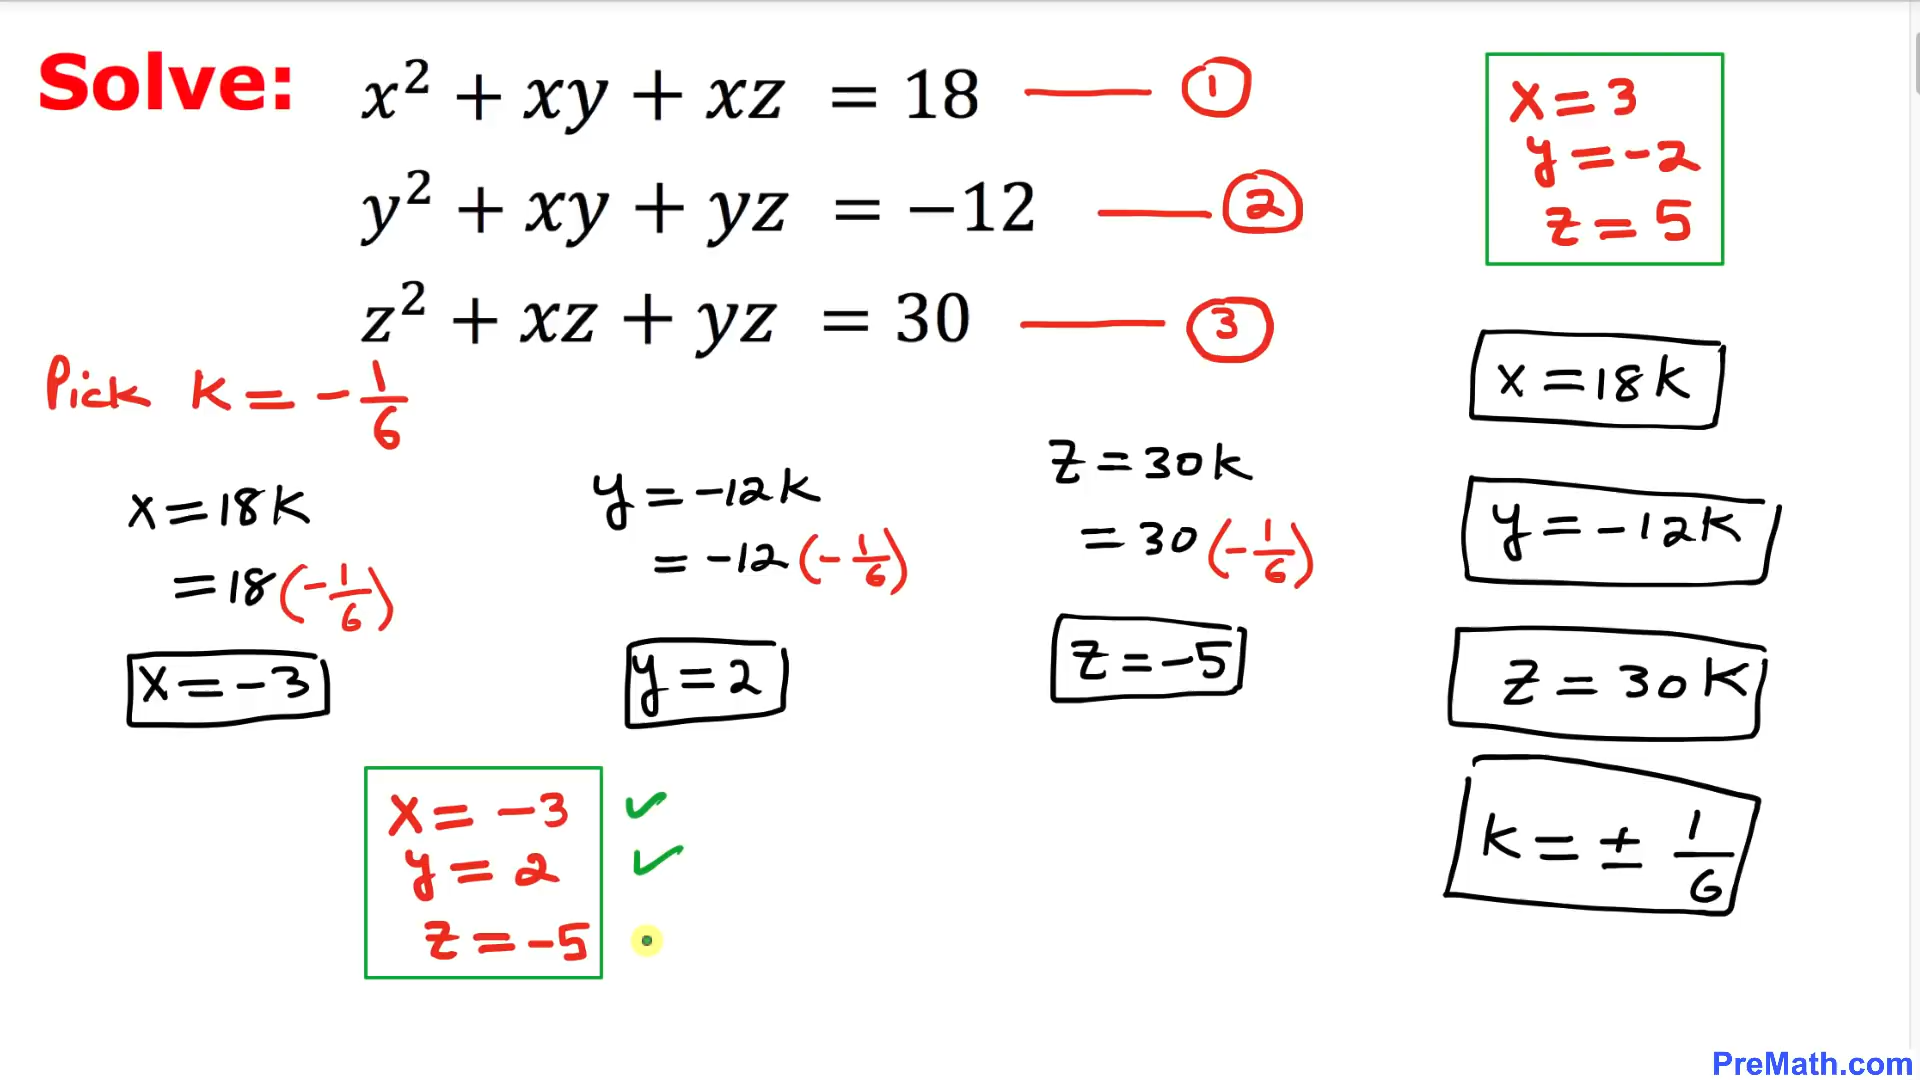 Solve: x² + xy + xz = 18 —— ①
y² + xy + yz = −12 —— ②
z² + xz + yz = 30 —— ③
x = 3
y = -2
z = 5
Pick k = - 1/6
x = 18k
= 18(- 1/6)
x = -3
y = -12k
= -12(- 1/6)
y = 2
z = 30k
= 30(- 1/6)
z = -5
x = 18k
y = -12k
z = 30k
k = ± 1/6
x = -3 ✓
y = 2 ✓
z = -5
PreMath.com